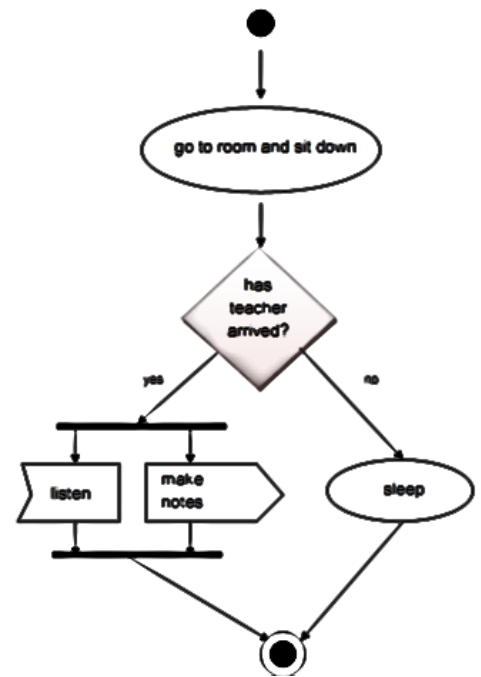 go to room and sit down
has
teacher
arrived?
yes
no
listen
make
notes
sleep